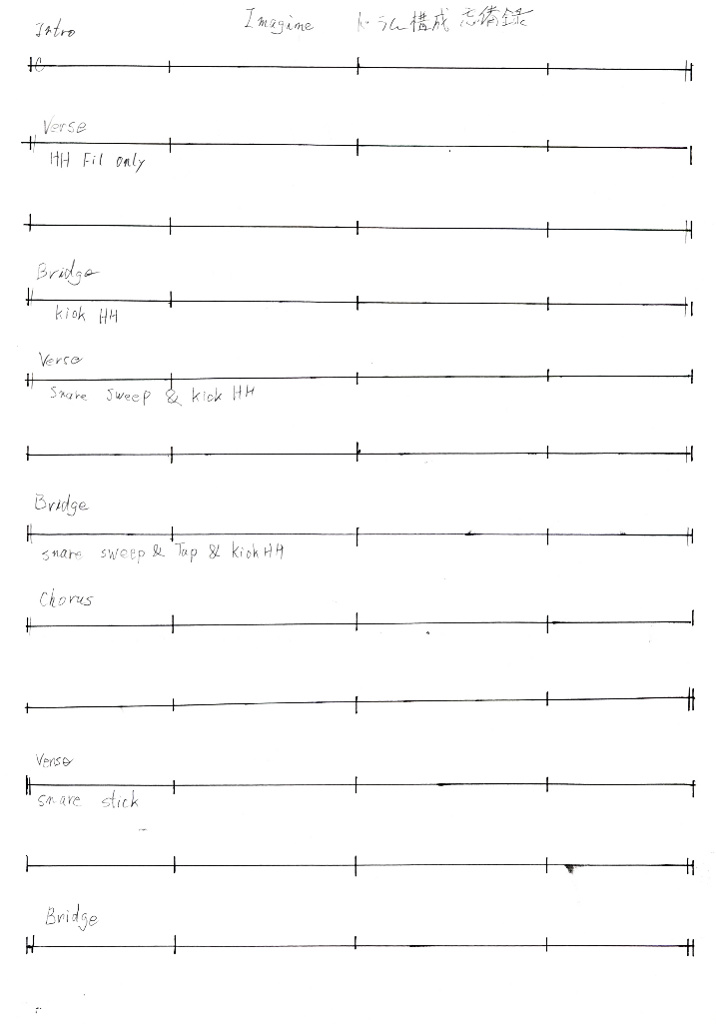 Imagine ドラム構成 忘備録
Intro
C
Verse
HH Fil only
Bridge
kick HH
Verse
snare sweep & kick HH
Bridge
snare sweep & Tap & kick HH
Chorus
Verse
snare stick
Bridge